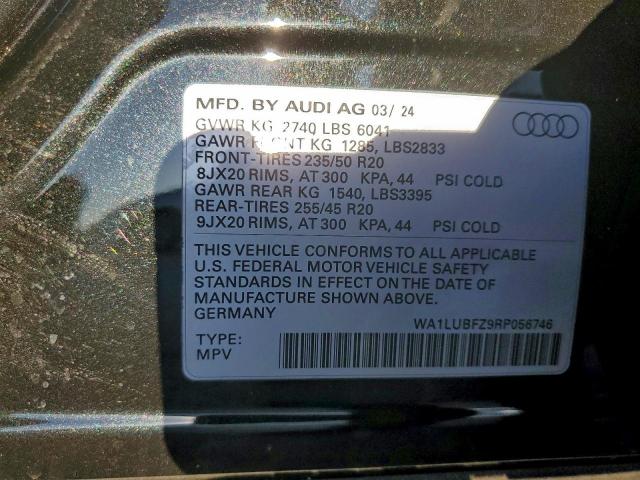 MFD. BY AUDI AG 03/ 24
GVWR KG 2740 LBS 6041
GAWR FRONT KG 1285, LBS2833
FRONT-TIRES 235/50 R20
8JX20 RIMS, AT 300 KPA, 44 PSI COLD
GAWR REAR KG 1540, LBS3395
REAR-TIRES 255/45 R20
9JX20 RIMS, AT 300 KPA, 44 PSI COLD
THIS VEHICLE CONFORMS TO ALL APPLICABLE
U.S. FEDERAL MOTOR VEHICLE SAFETY
STANDARDS IN EFFECT ON THE DATE OF
MANUFACTURE SHOWN ABOVE.
GERMANY
WA1LUBFZ9RP056746
TYPE:
MPV